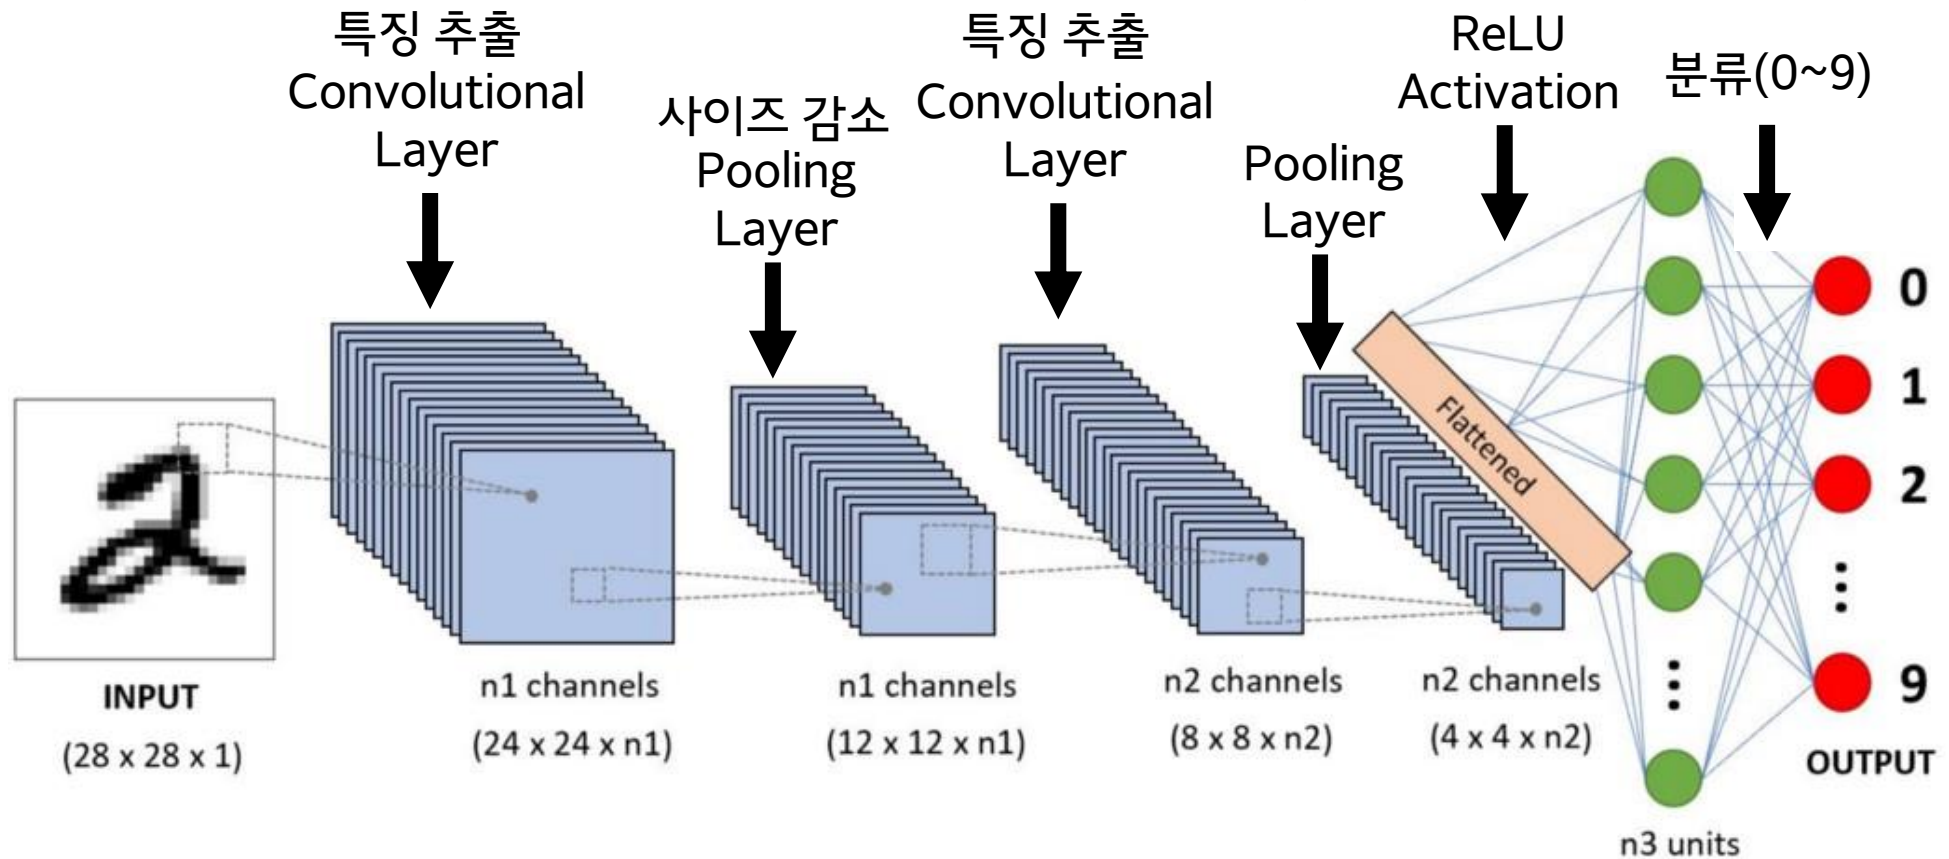 특징 추출
Convolutional
Layer
사이즈 감소
Pooling
Layer
특징 추출
Convolutional
Layer
Pooling
Layer
ReLU
Activation
분류(0~9)
Flattened
0
1
2
9
INPUT
(28 x 28 x 1)
n1 channels
(24 x 24 x n1)
n1 channels
(12 x 12 x n1)
n2 channels
(8 x 8 x n2)
n2 channels
(4 x 4 x n2)
OUTPUT
n3 units